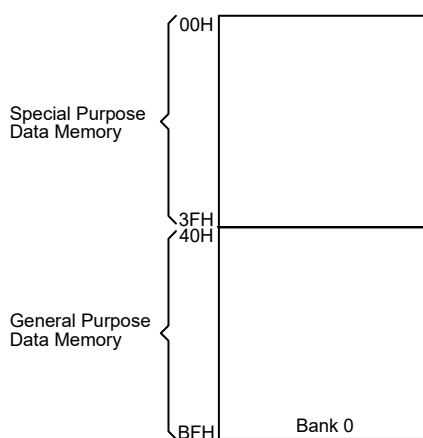 00H
Special Purpose
Data Memory
3FH
40H
General Purpose
Data Memory
BFH
Bank 0